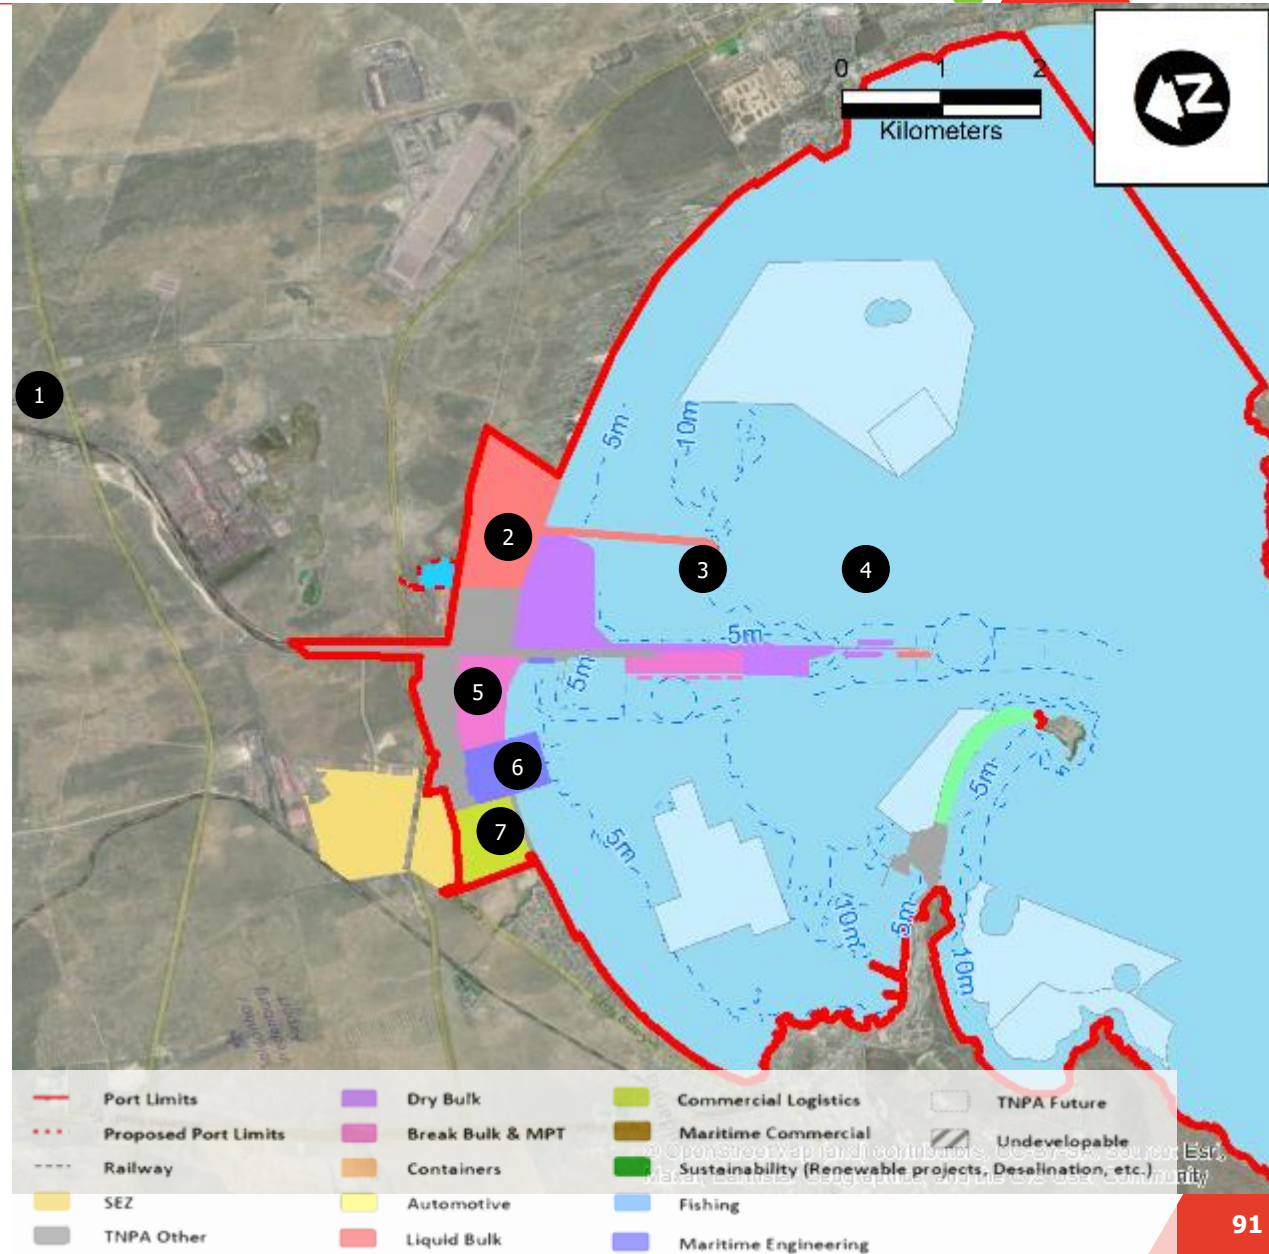 0 1 2
Kilometers
Z
1
5m
10m
2
3
4
5m
5m
5
6
5m
7
5m
10m
5m
10m
Port Limits
Dry Bulk
Commercial Logistics
TNPA Future
Proposed Port Limits
Break Bulk & MPT
Maritime Commercial
Undevelopable
Railway
Containers
Sustainability (Renewable projects, Desalination, etc.)
SEZ
Automotive
Fishing
TNPA Other
Liquid Bulk
Maritime Engineering
91